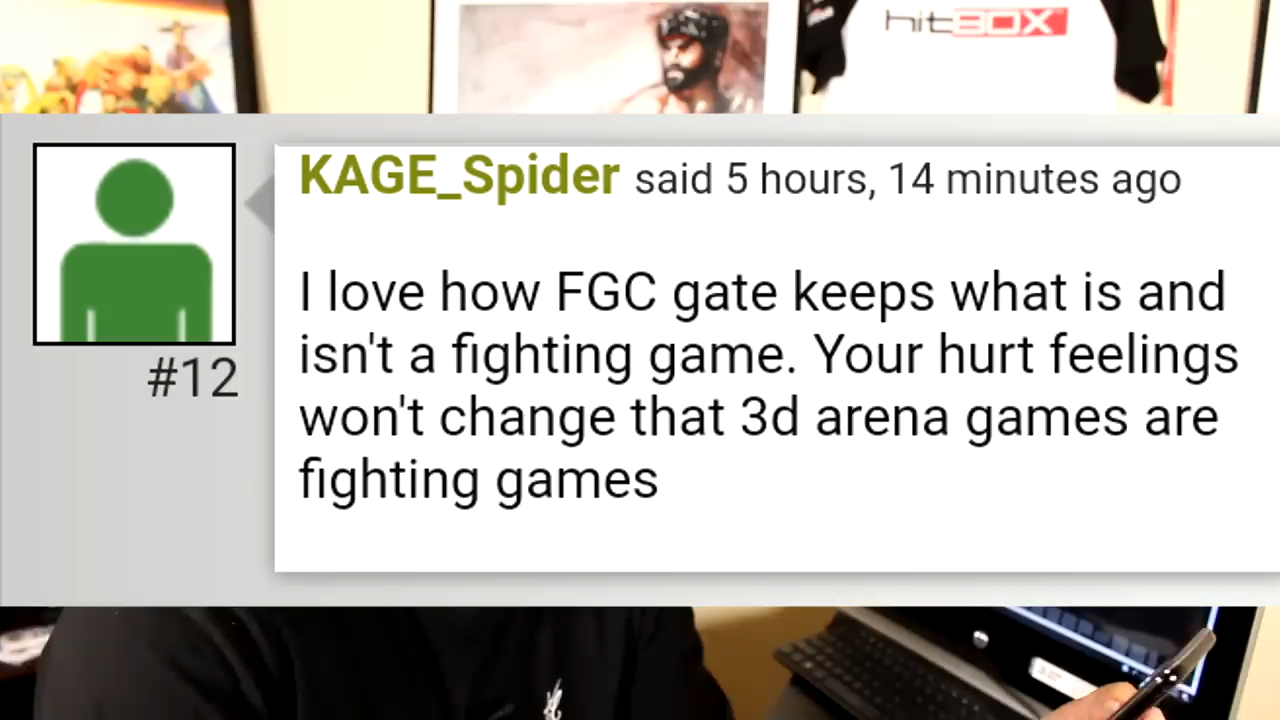 hitBOX
KAGE_Spider said 5 hours, 14 minutes ago
I love how FGC gate keeps what is and
isn't a fighting game. Your hurt feelings
won't change that 3d arena games are
fighting games
#12